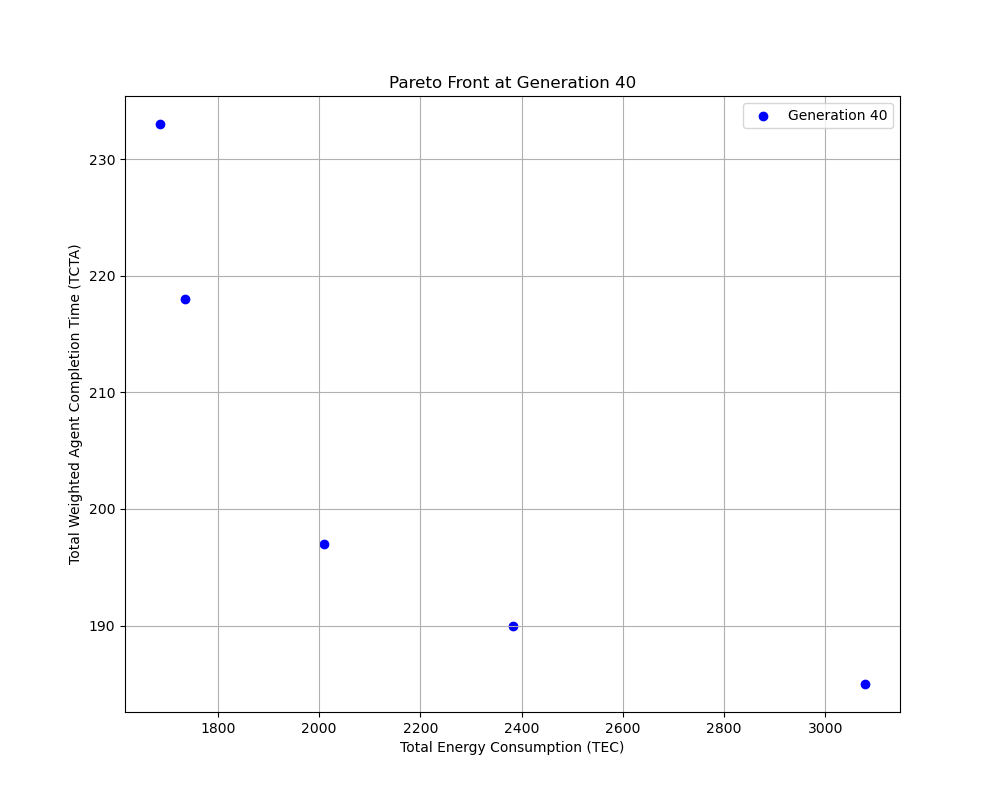 Pareto Front at Generation 40
Generation 40
230
220
210
200
190
Total Weighted Agent Completion Time (TCTA)
1800 2000 2200 2400 2600 2800 3000
Total Energy Consumption (TEC)